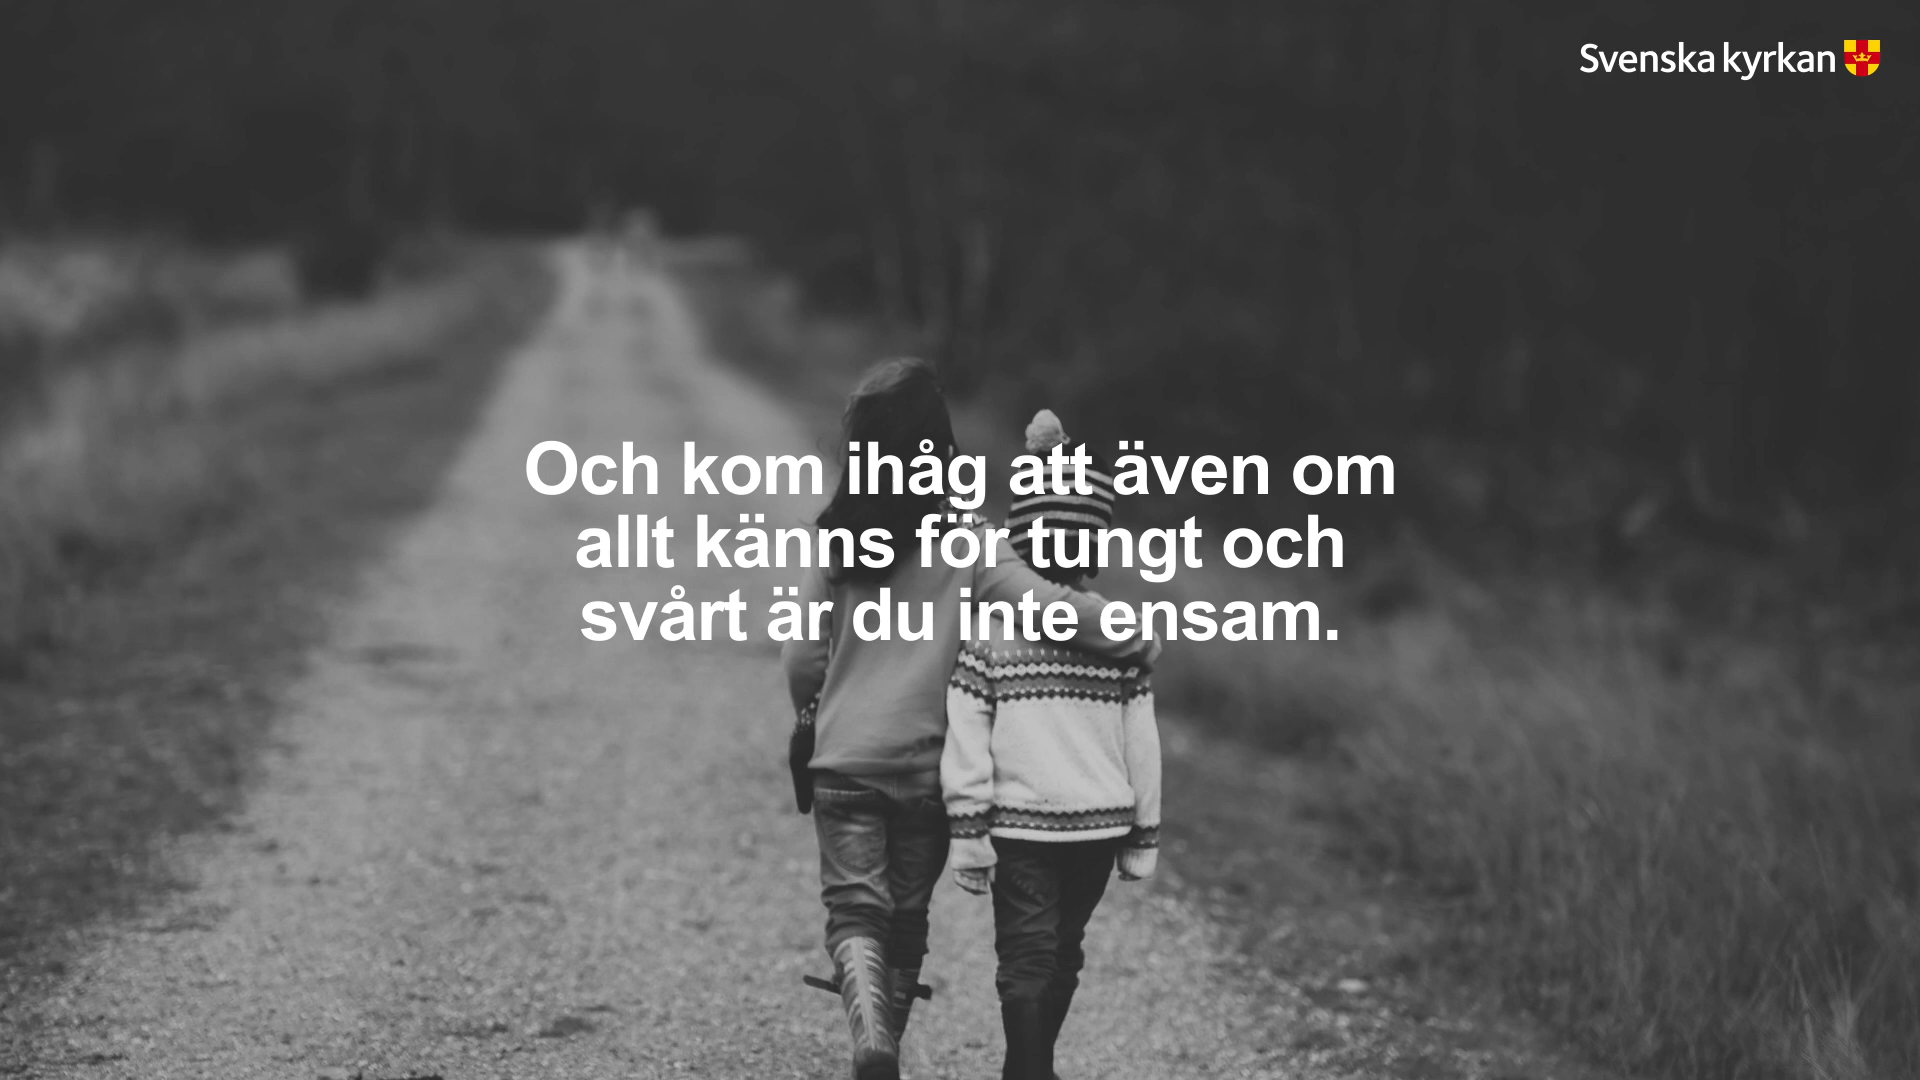 Svenska kyrkan
Och kom ihåg att även om
allt känns för tungt och
svårt är du inte ensam.